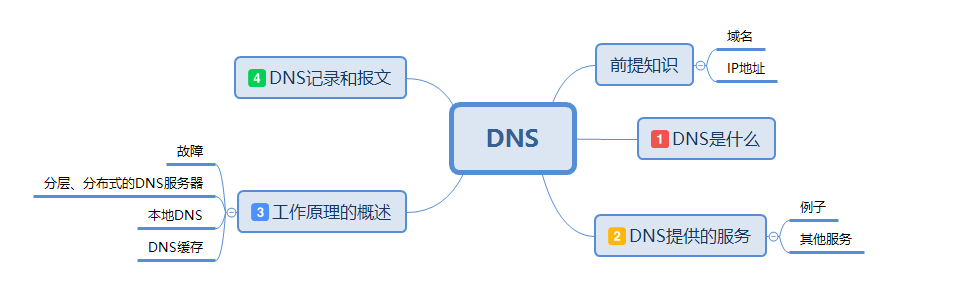 DNS
前提知识
域名
IP地址
1 DNS是什么
2 DNS提供的服务
例子
其他服务
3 工作原理的概述
故障
分层、分布式的DNS服务器
本地DNS
DNS缓存
4 DNS记录和报文